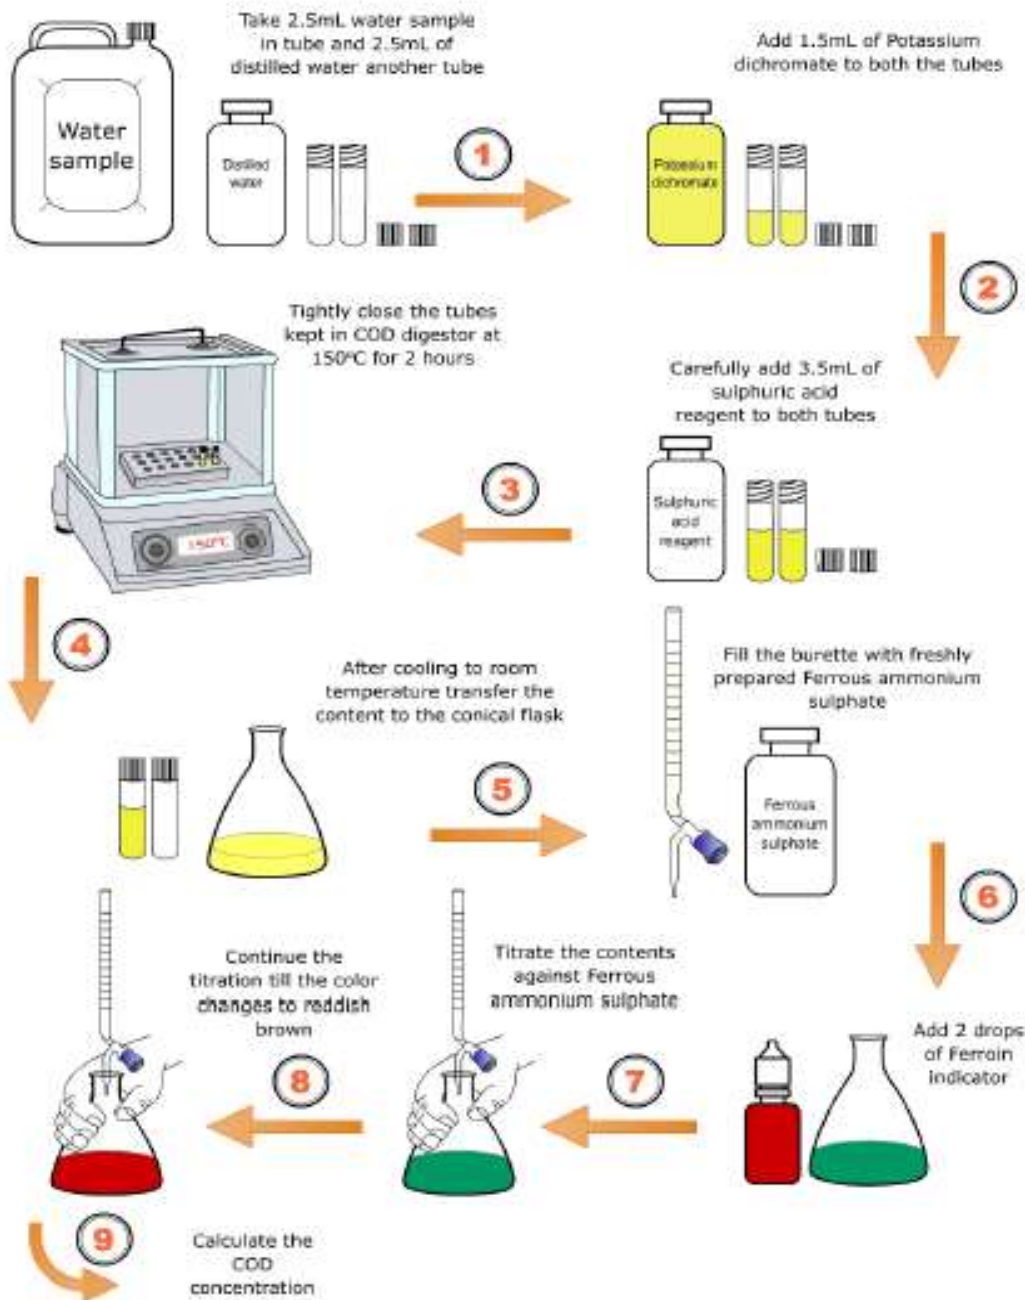 Take 2.5mL water sample
in tube and 2.5mL of
distilled water another tube
Water
sample
Distilled
water
1
Add 1.5mL of Potassium
dichromate to both the tubes
Potassium
dichromate
2
Carefully add 3.5mL of
sulphuric acid
reagent to both tubes
Sulphuric
acid
reagent
3
Tightly close the tubes
kept in COD digestor at
150ºC for 2 hours
150ºC
4
After cooling to room
temperature transfer the
content to the conical flask
5
Fill the burette with freshly
prepared Ferrous ammonium
sulphate
Ferrous
ammonium
sulphate
6
Add 2 drops
of Ferroin
indicator
7
Titrate the contents
against Ferrous
ammonium sulphate
8
Continue the
titration till the color
changes to reddish
brown
9
Calculate the
COD
concentration